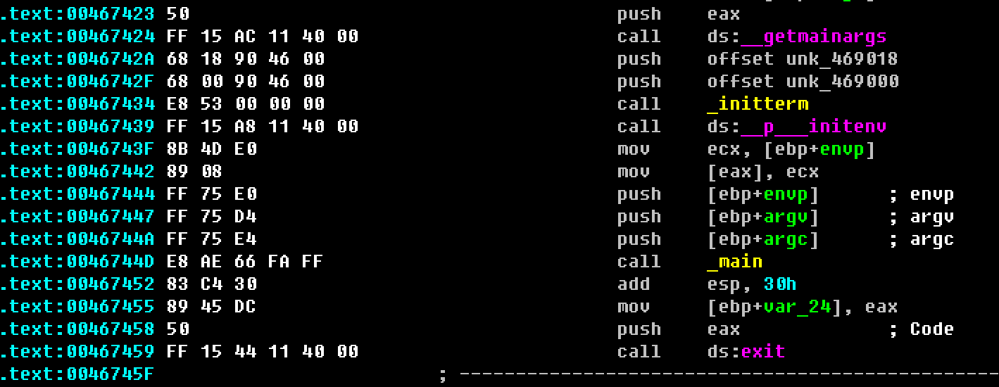 .text:00467423 50 push eax
.text:00467424 FF 15 AC 11 40 00 call ds:__getmainargs
.text:0046742A 68 18 90 46 00 push offset unk_469018
.text:0046742F 68 00 90 46 00 push offset unk_469000
.text:00467434 E8 53 00 00 00 call _initterm
.text:00467439 FF 15 A8 11 40 00 call ds:__p___initenv
.text:0046743F 8B 4D E0 mov ecx, [ebp+envp]
.text:00467442 89 08 mov [eax], ecx
.text:00467444 FF 75 E0 push [ebp+envp] ; envp
.text:00467447 FF 75 D4 push [ebp+argv] ; argv
.text:0046744A FF 75 E4 push [ebp+argc] ; argc
.text:0046744D E8 AE 66 FA FF call _main
.text:00467452 83 C4 30 add esp, 30h
.text:00467455 89 45 DC mov [ebp+var_24], eax
.text:00467458 50 push eax ; Code
.text:00467459 FF 15 44 11 40 00 call ds:exit
.text:0046745F ; ------------------------------------------------